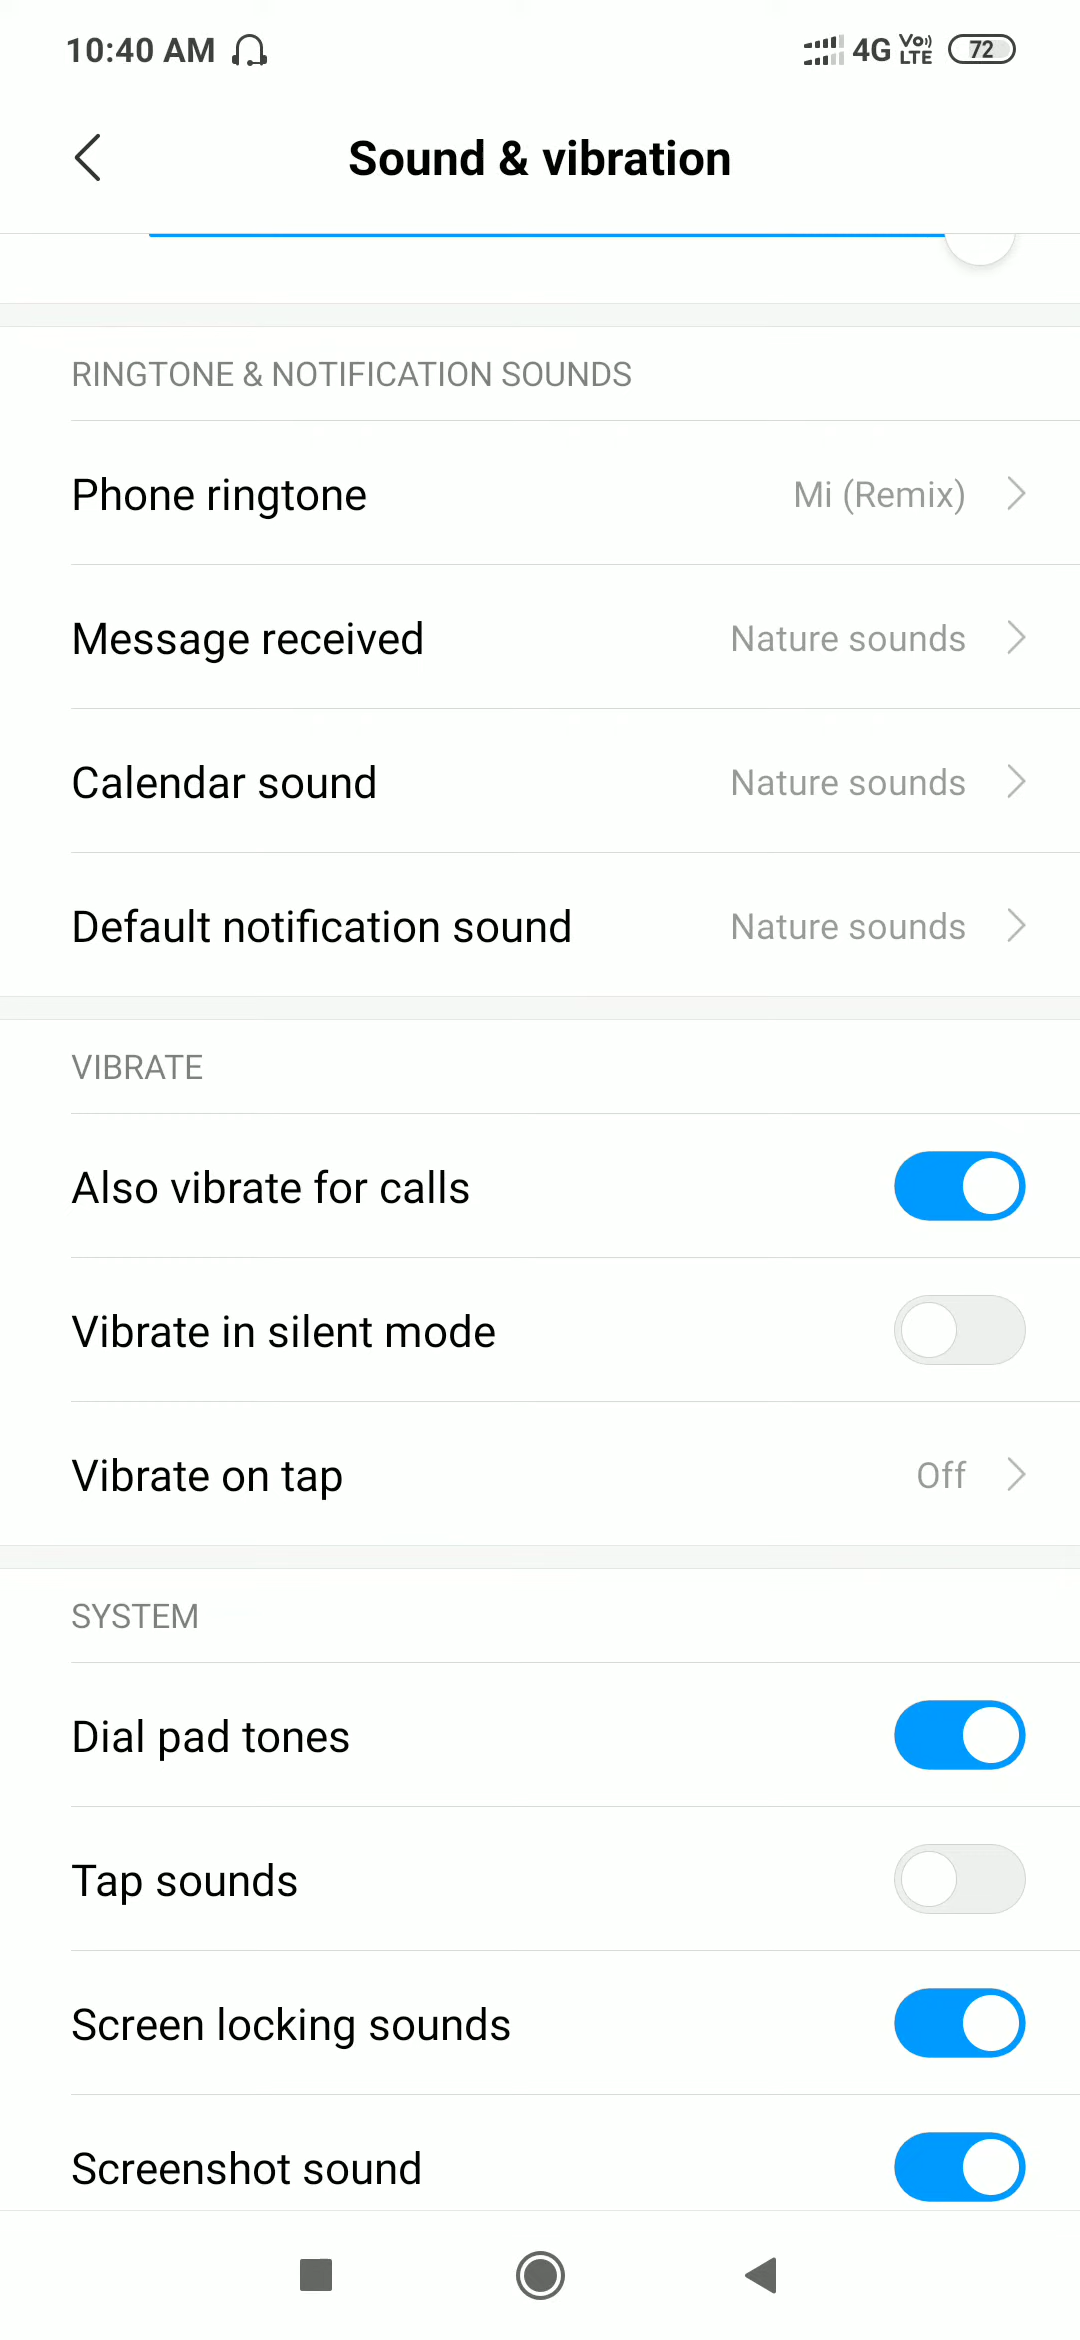 10:40 AM 4G Vo) LTE 72
Sound & vibration
RINGTONE & NOTIFICATION SOUNDS
Phone ringtone Mi (Remix)
Message received Nature sounds
Calendar sound Nature sounds
Default notification sound Nature sounds
VIBRATE
Also vibrate for calls
Vibrate in silent mode
Vibrate on tap Off
SYSTEM
Dial pad tones
Tap sounds
Screen locking sounds
Screenshot sound